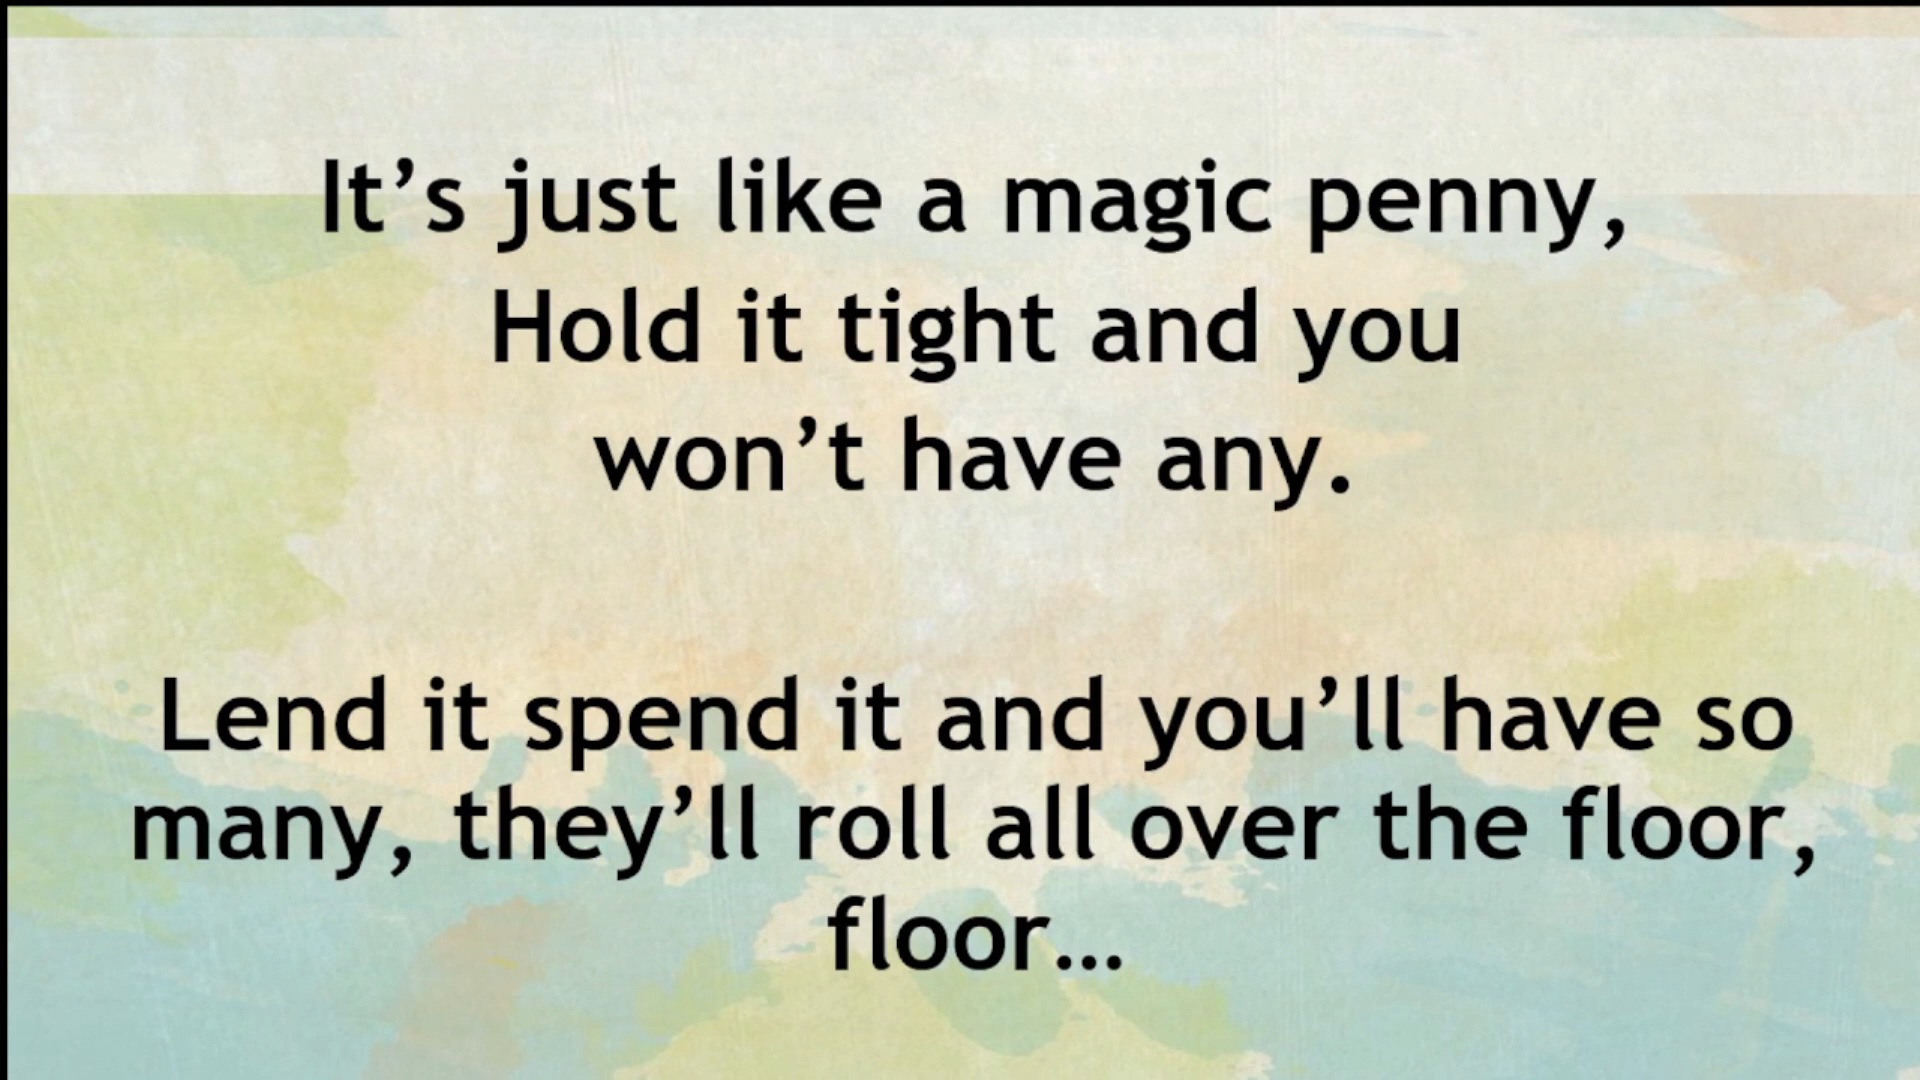 It’s just like a magic penny,
Hold it tight and you
won’t have any.
Lend it spend it and you’ll have so
many, they’ll roll all over the floor,
floor…